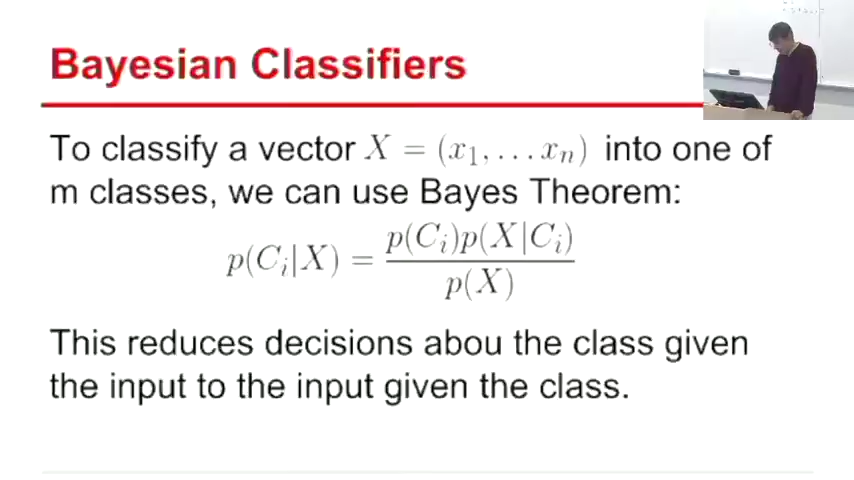 Bayesian Classifiers
To classify a vector X = (x₁, . . . xₙ) into one of
m classes, we can use Bayes Theorem:
p(Cᵢ|X) = p(Cᵢ)p(X|Cᵢ) / p(X)
This reduces decisions abou the class given
the input to the input given the class.